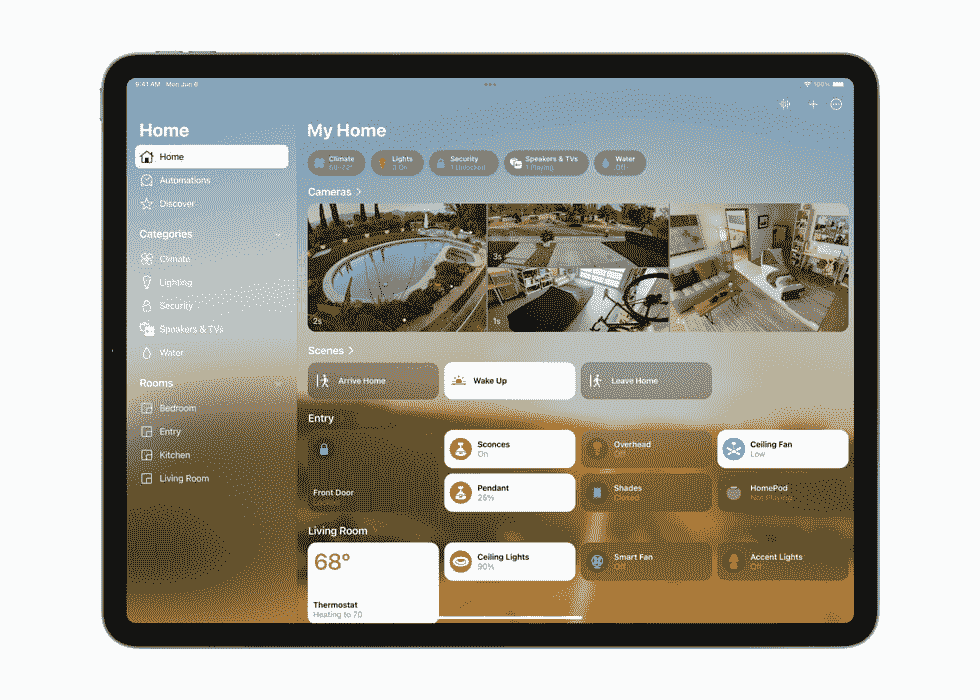 9:41 AM Mon Jun 6
100%
Home
Home
Automations
Discover
Categories
Climate
Lighting
Security
Speakers & TVs
Water
Rooms
Bedroom
Entry
Kitchen
Living Room
My Home
Climate
68–72°
Lights
3 On
Security
1 Unlocked
Speakers & TVs
1 Playing
Water
Off
Cameras
2s
3s
1s
Scenes
Arrive Home
Wake Up
Leave Home
Entry
Front Door
Sconces
On
Overhead
Off
Ceiling Fan
Low
Pendant
25%
Shades
Closed
HomePod
Not Playing
Living Room
68°
Thermostat
Heating to 70
Ceiling Lights
90%
Smart Fan
Off
Accent Lights
Off